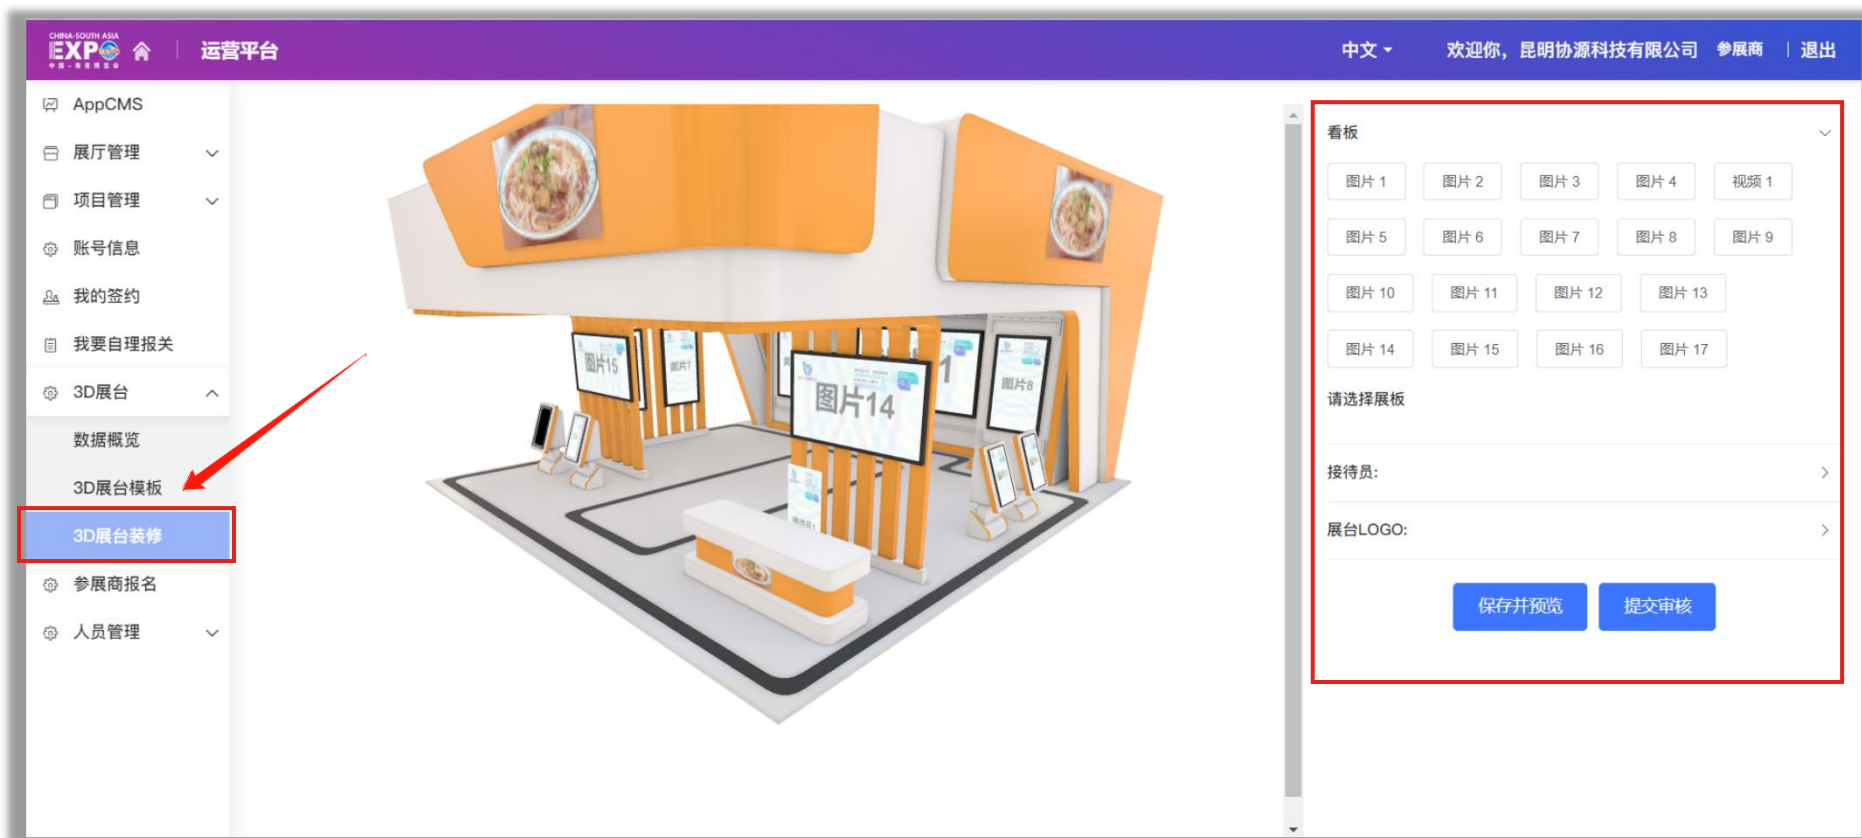 CHINA-SOUTH ASIA
EXPO
运营平台
中文
欢迎你，昆明协源科技有限公司 参展商
退出
AppCMS
展厅管理
项目管理
账号信息
我的签约
我要自理报关
3D展台
数据概览
3D展台模板
3D展台装修
参展商报名
人员管理
图片15
图片7
图片14
1
图片8
看板
图片 1 图片 2 图片 3 图片 4 视频 1
图片 5 图片 6 图片 7 图片 8 图片 9
图片 10 图片 11 图片 12 图片 13
图片 14 图片 15 图片 16 图片 17
请选择展板
接待员:
展台LOGO:
保存并预览 提交审核